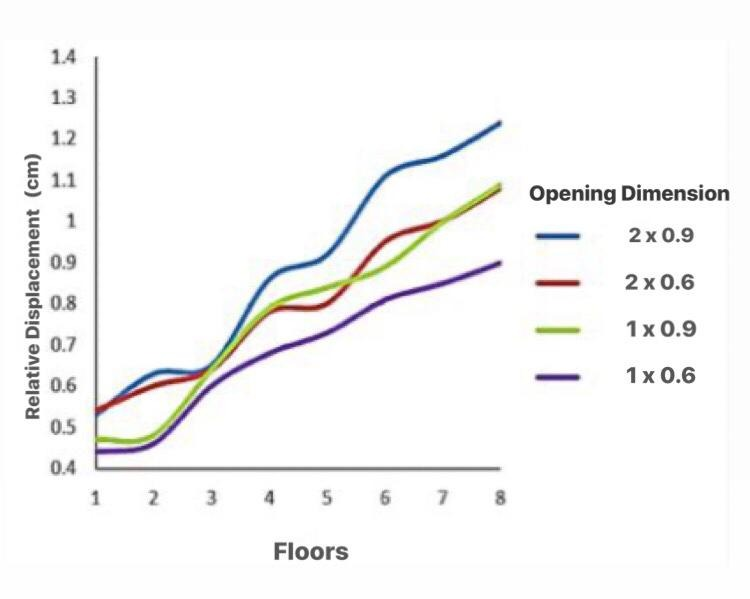 1.4
1.3
1.2
1.1
1
0.9
0.8
0.7
0.6
0.5
0.4
Relative Displacement (cm)
1 2 3 4 5 6 7 8
Floors
Opening Dimension
2 x 0.9
2 x 0.6
1 x 0.9
1 x 0.6